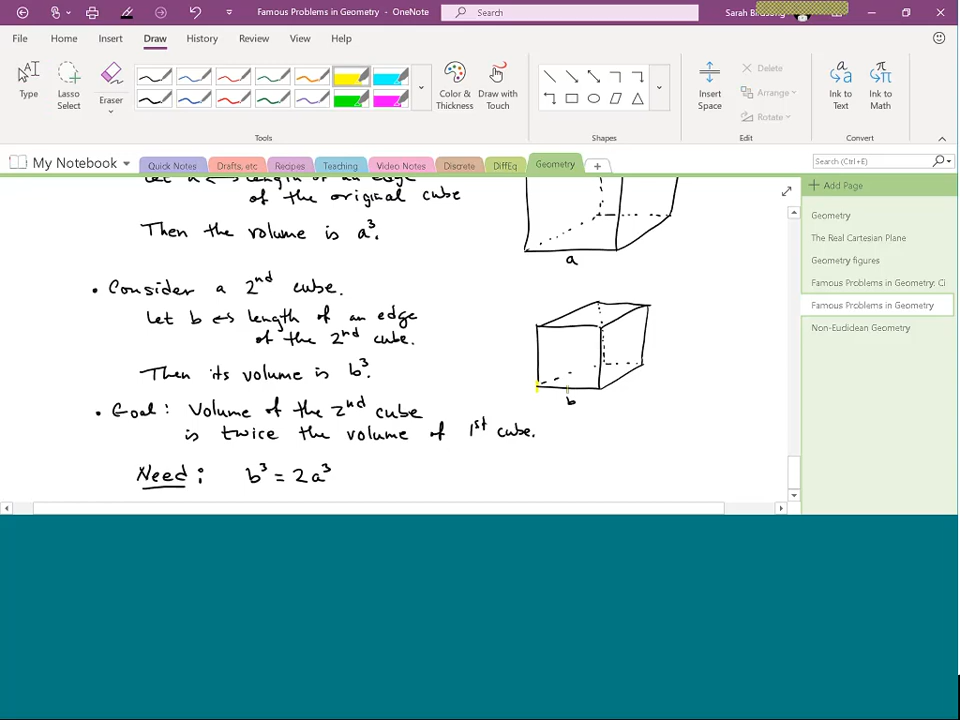 Famous Problems in Geometry - OneNote
Search
Sarah
File
Home
Insert
Draw
History
Review
View
Help
Type
Lasso
Select
Eraser
Color &
Thickness
Draw with
Touch
Insert
Space
Delete
Arrange
Rotate
Ink to
Text
Ink to
Math
Tools
Shapes
Edit
Convert
My Notebook
Quick Notes
Drafts, etc
Recipes
Teaching
Video Notes
Discrete
DiffEq
Geometry
Search (Ctrl+E)
Add Page
Geometry
The Real Cartesian Plane
Geometry figures
Famous Problems in Geometry: Ci
Famous Problems in Geometry
Non-Euclidean Geometry
Let a ↔ length of an edge
of the original cube
Then the volume is a³.
a
• Consider a 2nd cube.
Let b ↔ length of an edge
of the 2nd cube.
Then its volume is b³.
b
• Goal: Volume of the 2nd cube
is twice the volume of 1st cube.
Need: b³ = 2a³